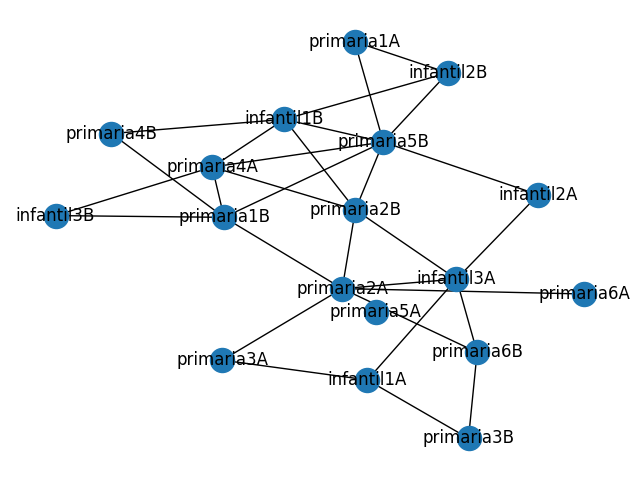 primaria1A
infantil2B
infantil1B
primaria4B
primaria5B
primaria4A
infantil2A
infantil3B
primaria1B
primaria2B
infantil3A
primaria2A
primaria6A
primaria5A
primaria6B
primaria3A
infantil1A
primaria3B